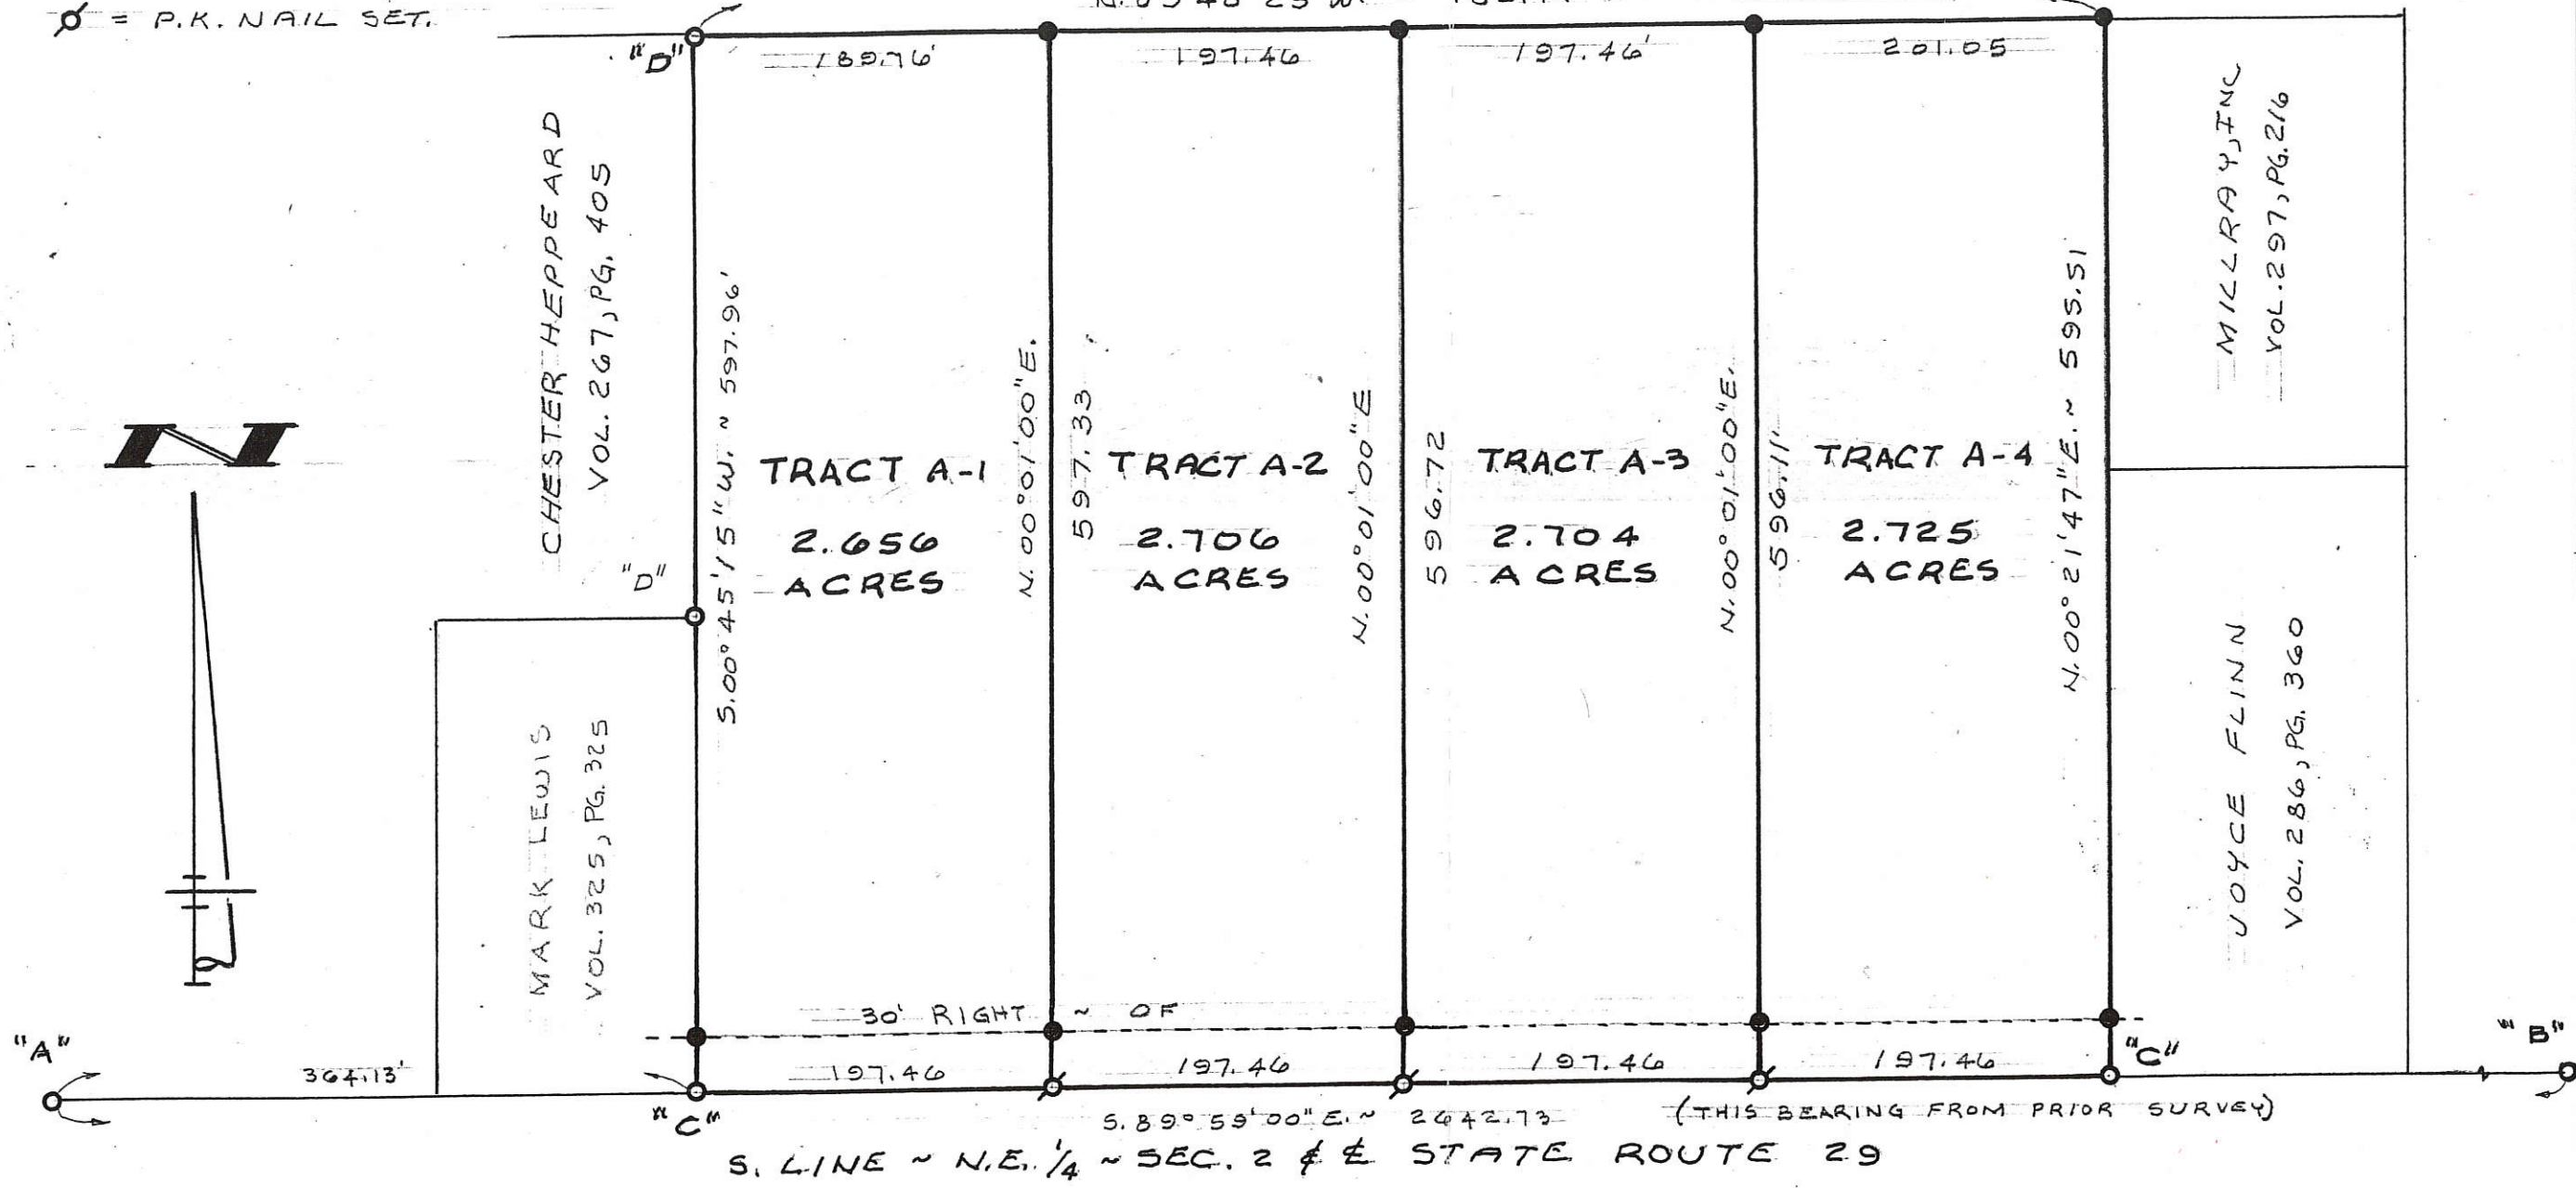 ø = P.K. NAIL SET.
"D"
189.76'
197.46
197.46'
201.05
CHESTER HEPPEARD
VOL. 267, PG. 405
MILLRAY, INC
VOL. 297, PG. 216
S.00°45'15"W. ~ 597.96'
N.00°01'00"E.
597.33
N.00°01'00"E
596.72
N.00°01'00"E.
596.11'
N.00°21'47"E. ~ 595.51
N
TRACT A-1
2.656
ACRES
TRACT A-2
2.706
ACRES
TRACT A-3
2.704
ACRES
TRACT A-4
2.725
ACRES
"D"
MARK LEWIS
VOL. 325, PG. 325
JOYCE FLINN
VOL. 286, PG. 360
30' RIGHT ~ OF
"A"
364.13'
197.46
197.46
197.46
197.46
"C"
"B"
"C"
S.89°59'00"E. ~ 2642.73
(THIS BEARING FROM PRIOR SURVEY)
S. LINE ~ N.E. 1/4 ~ SEC. 2 & ℄ STATE ROUTE 29